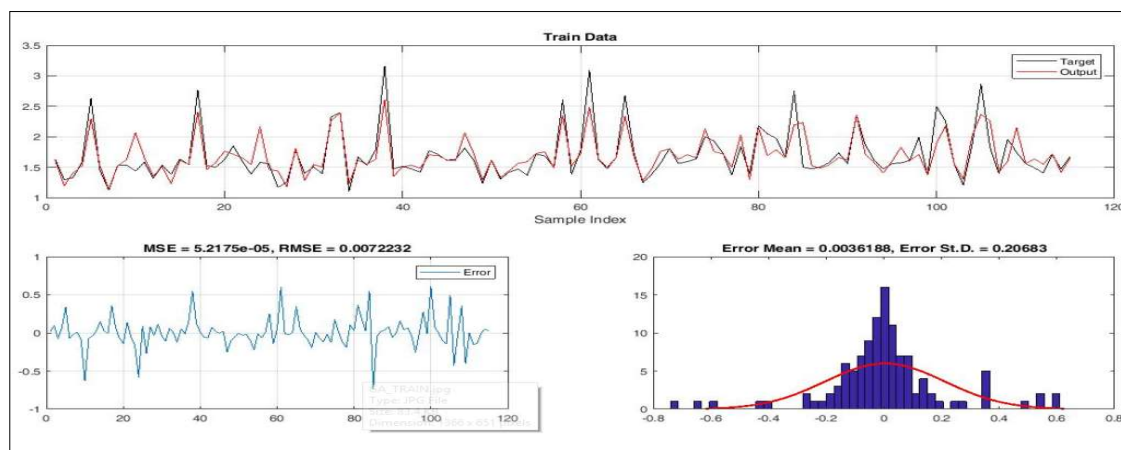 Train Data
3.5
3
2.5
2
1.5
1
Target
Output
0 20 40 60 80 100 120
Sample Index
MSE = 5.2175e-05, RMSE = 0.0072232
1
0.5
0
-0.5
-1
Error
0 20 40 60 80 100 120
TRAIN.jpg
Type: JPG File
Size:
Dimension
Error Mean = 0.0036188, Error St.D. = 0.20683
20
15
10
5
0
-0.8 -0.6 -0.4 -0.2 0 0.2 0.4 0.6 0.8